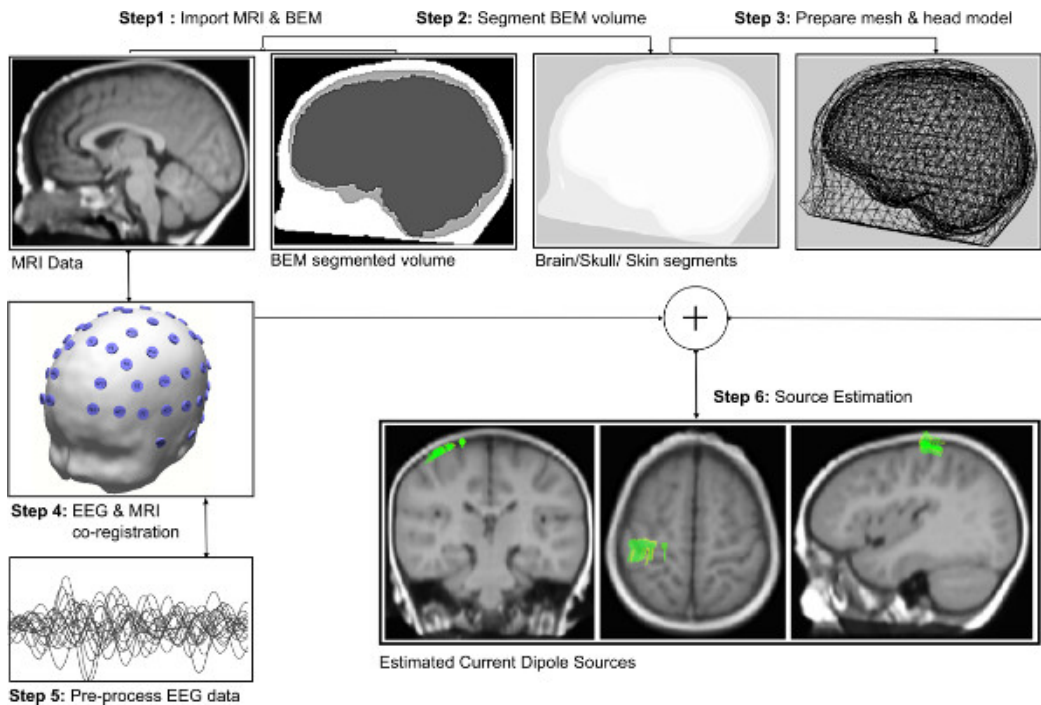 Step1 : Import MRI & BEM
Step 2: Segment BEM volume
Step 3: Prepare mesh & head model
MRI Data
BEM segmented volume
Brain/Skull/ Skin segments
+
Step 6: Source Estimation
Step 4: EEG & MRI
co-registration
Estimated Current Dipole Sources
Step 5: Pre-process EEG data